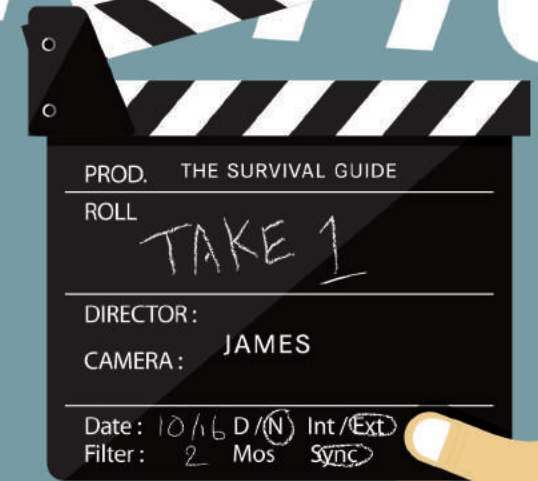 PROD. THE SURVIVAL GUIDE
ROLL
TAKE 1
DIRECTOR :
JAMES
CAMERA :
Date : 10/16 D/N Int/Ext
Filter : 2 Mos Sync